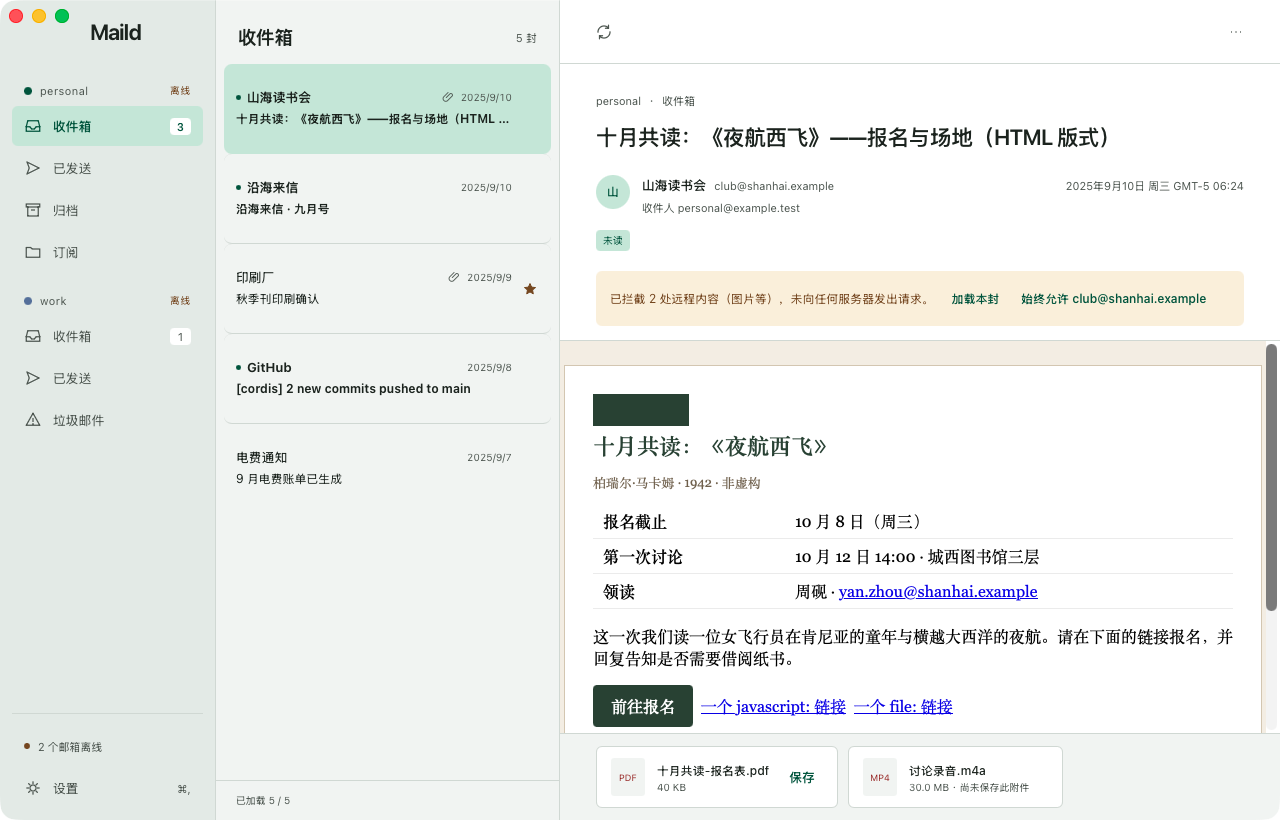 Maild
personal 离线
收件箱 3
已发送
归档
订阅
work 离线
收件箱 1
已发送
垃圾邮件
2 个邮箱离线
设置 ⌘,
收件箱 5 封
山海读书会 2025/9/10
十月共读：《夜航西飞》——报名与场地（HTML ...
沿海来信 2025/9/10
沿海来信 · 九月号
印刷厂 2025/9/9
秋季刊印刷确认
GitHub 2025/9/8
[cordis] 2 new commits pushed to main
电费通知 2025/9/7
9 月电费账单已生成
已加载 5 / 5
···
personal · 收件箱
十月共读：《夜航西飞》——报名与场地（HTML 版式）
山
山海读书会 club@shanhai.example 2025年9月10日 周三 GMT-5 06:24
收件人 personal@example.test
未读
已拦截 2 处远程内容（图片等），未向任何服务器发出请求。 加载本封 始终允许 club@shanhai.example
十月共读：《夜航西飞》
柏瑞尔·马卡姆 · 1942 · 非虚构
报名截止 10 月 8 日（周三）
第一次讨论 10 月 12 日 14:00 · 城西图书馆三层
领读 周砚 · yan.zhou@shanhai.example
这一次我们读一位女飞行员在肯尼亚的童年与横越大西洋的夜航。请在下面的链接报名，并
回复告知是否需要借阅纸书。
前往报名 一个 javascript: 链接 一个 file: 链接
PDF 十月共读-报名表.pdf 保存
40 KB
MP4 讨论录音.m4a
30.0 MB · 尚未保存此附件